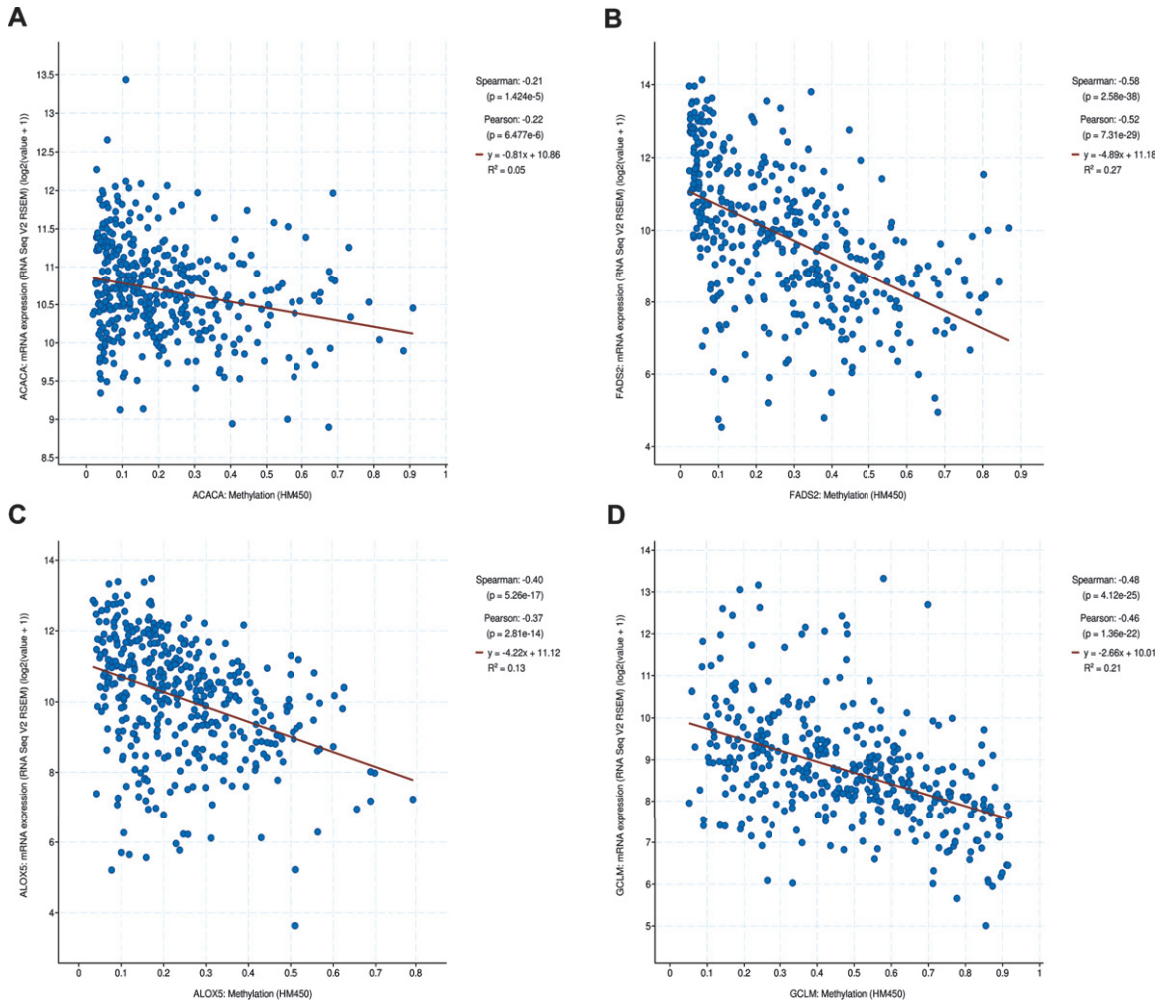 A
ACACA: mRNA expression (RNA Seq V2 RSEM) (log2(value + 1))
13.5
13
12.5
12
11.5
11
10.5
10
9.5
9
8.5
0 0.1 0.2 0.3 0.4 0.5 0.6 0.7 0.8 0.9 1
ACACA: Methylation (HM450)
Spearman: -0.21
(p = 1.424e-5)
Pearson: -0.22
(p = 6.477e-6)
y = -0.81x + 10.86
R² = 0.05
B
FADS2: mRNA expression (RNA Seq V2 RSEM) (log2(value + 1))
14
12
10
8
6
4
0 0.1 0.2 0.3 0.4 0.5 0.6 0.7 0.8 0.9
FADS2: Methylation (HM450)
Spearman: -0.58
(p = 2.58e-38)
Pearson: -0.52
(p = 7.31e-29)
y = -4.89x + 11.18
R² = 0.27
C
ALOX5: mRNA expression (RNA Seq V2 RSEM) (log2(value + 1))
14
12
10
8
6
4
0 0.1 0.2 0.3 0.4 0.5 0.6 0.7 0.8
ALOX5: Methylation (HM450)
Spearman: -0.40
(p = 5.26e-17)
Pearson: -0.37
(p = 2.81e-14)
y = -4.22x + 11.12
R² = 0.13
D
GCLM: mRNA expression (RNA Seq V2 RSEM) (log2(value + 1))
14
13
12
11
10
9
8
7
6
5
0 0.1 0.2 0.3 0.4 0.5 0.6 0.7 0.8 0.9 1
GCLM: Methylation (HM450)
Spearman: -0.48
(p = 4.12e-25)
Pearson: -0.46
(p = 1.36e-22)
y = -2.66x + 10.01
R² = 0.21